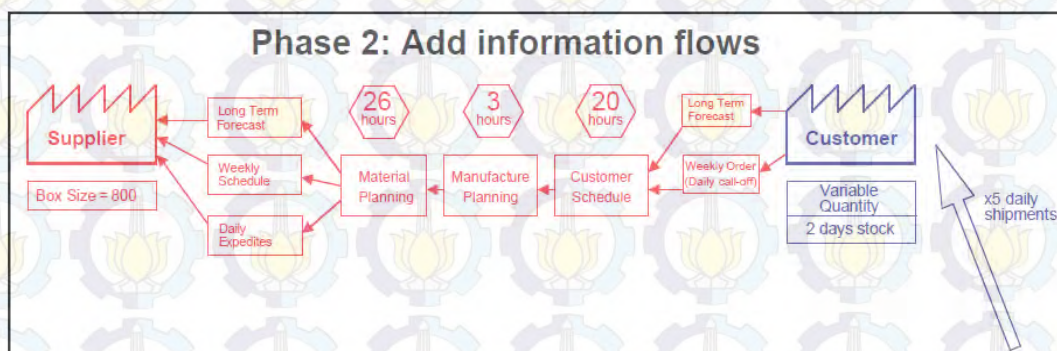 Phase 2: Add information flows
Supplier
Box Size = 800
Long Term
Forecast
Weekly
Schedule
Daily
Expedites
26
hours
Material
Planning
3
hours
Manufacture
Planning
20
hours
Customer
Schedule
Long Term
Forecast
Weekly Order
(Daily call-off)
Customer
Variable
Quantity
2 days stock
x5 daily
shipments